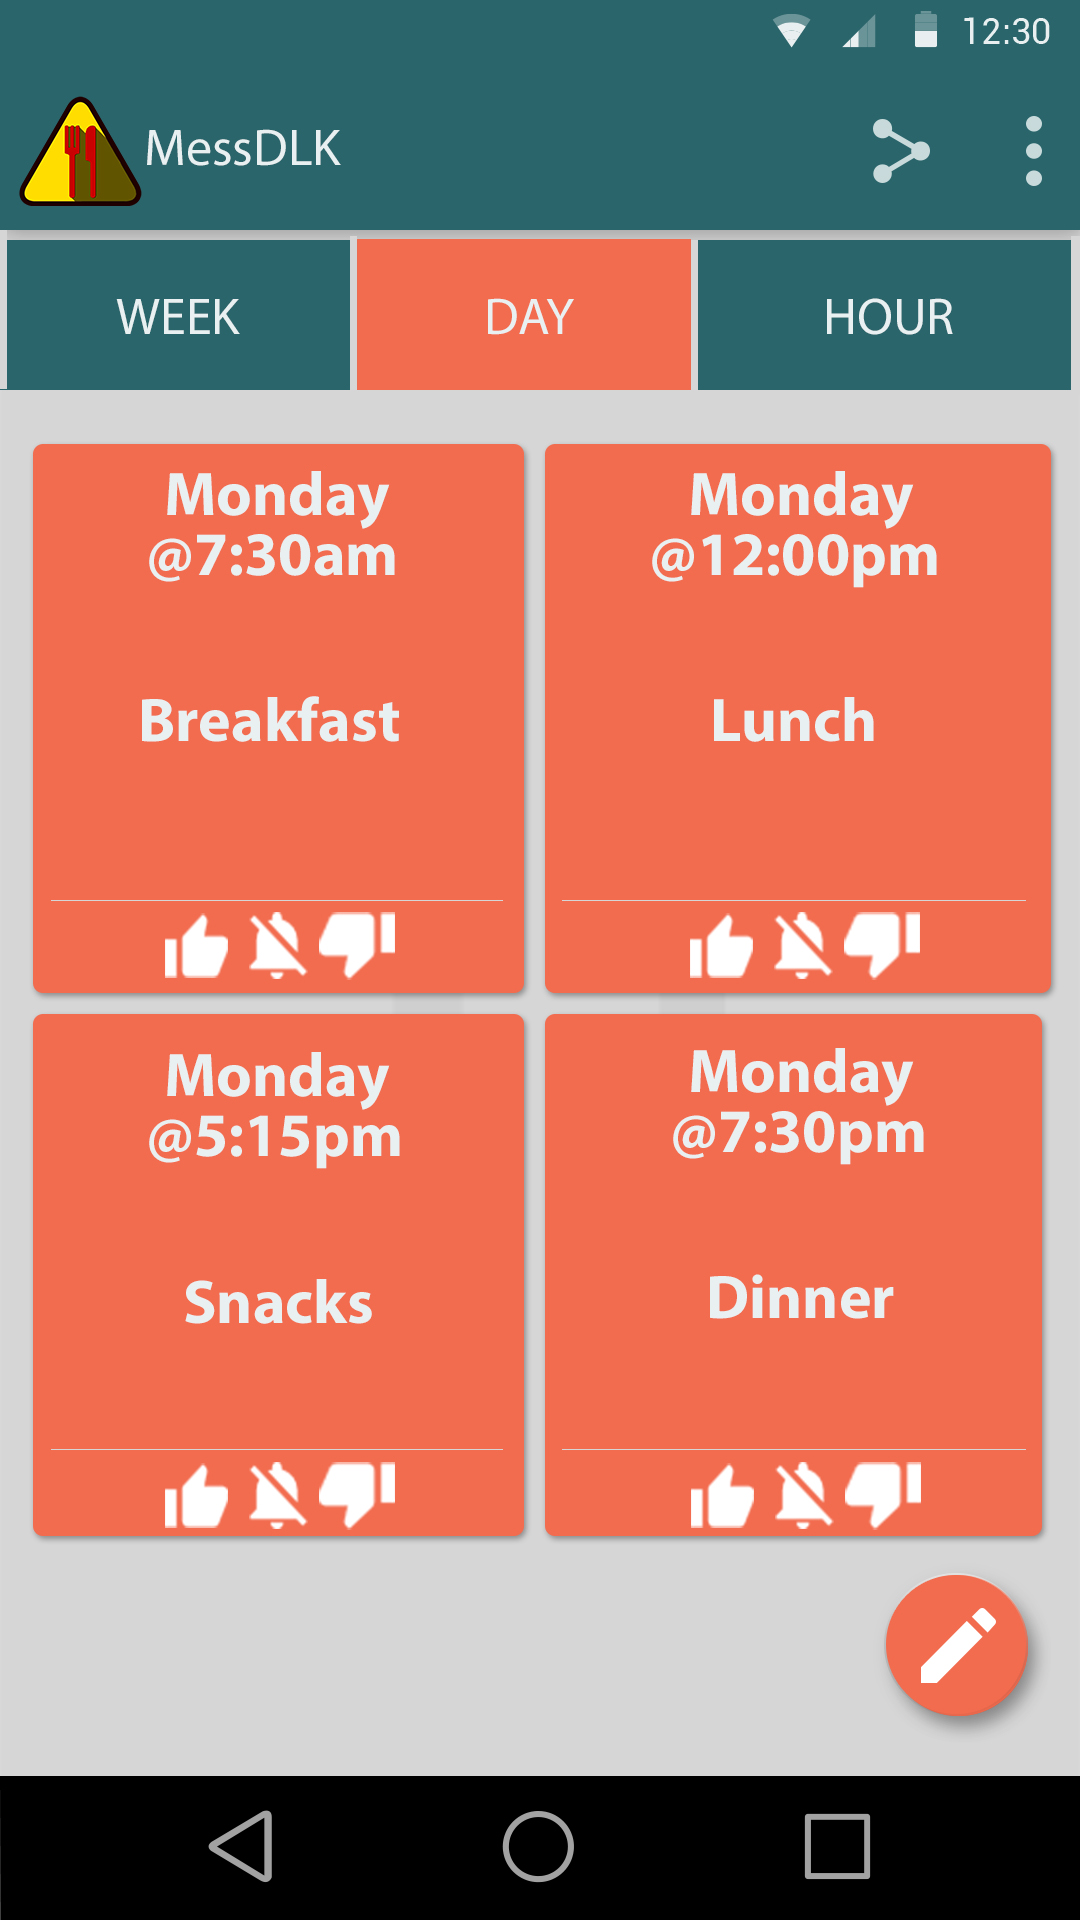 12:30
MessDLK
WEEK
DAY
HOUR
Monday
@7:30am
Breakfast
Monday
@12:00pm
Lunch
Monday
@5:15pm
Snacks
Monday
@7:30pm
Dinner